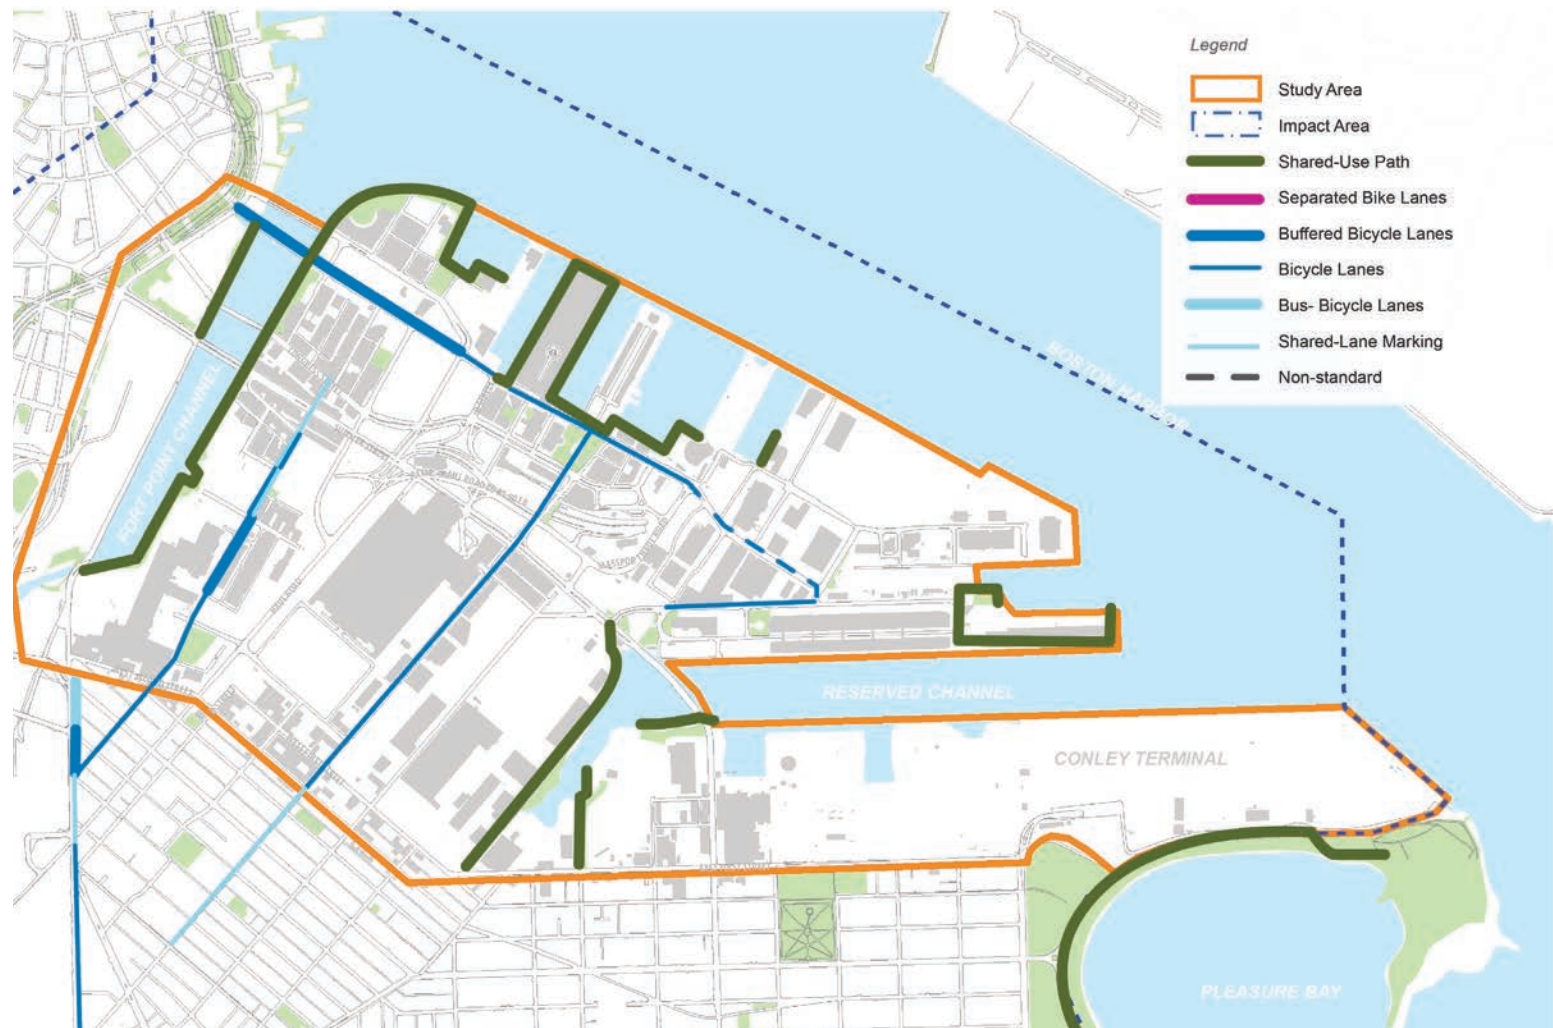 Legend
Study Area
Impact Area
Shared-Use Path
Separated Bike Lanes
Buffered Bicycle Lanes
Bicycle Lanes
Bus- Bicycle Lanes
Shared-Lane Marking
Non-standard
BOSTON HARBOR
FORT POINT CHANNEL
RESERVED CHANNEL
CONLEY TERMINAL
PLEASURE BAY